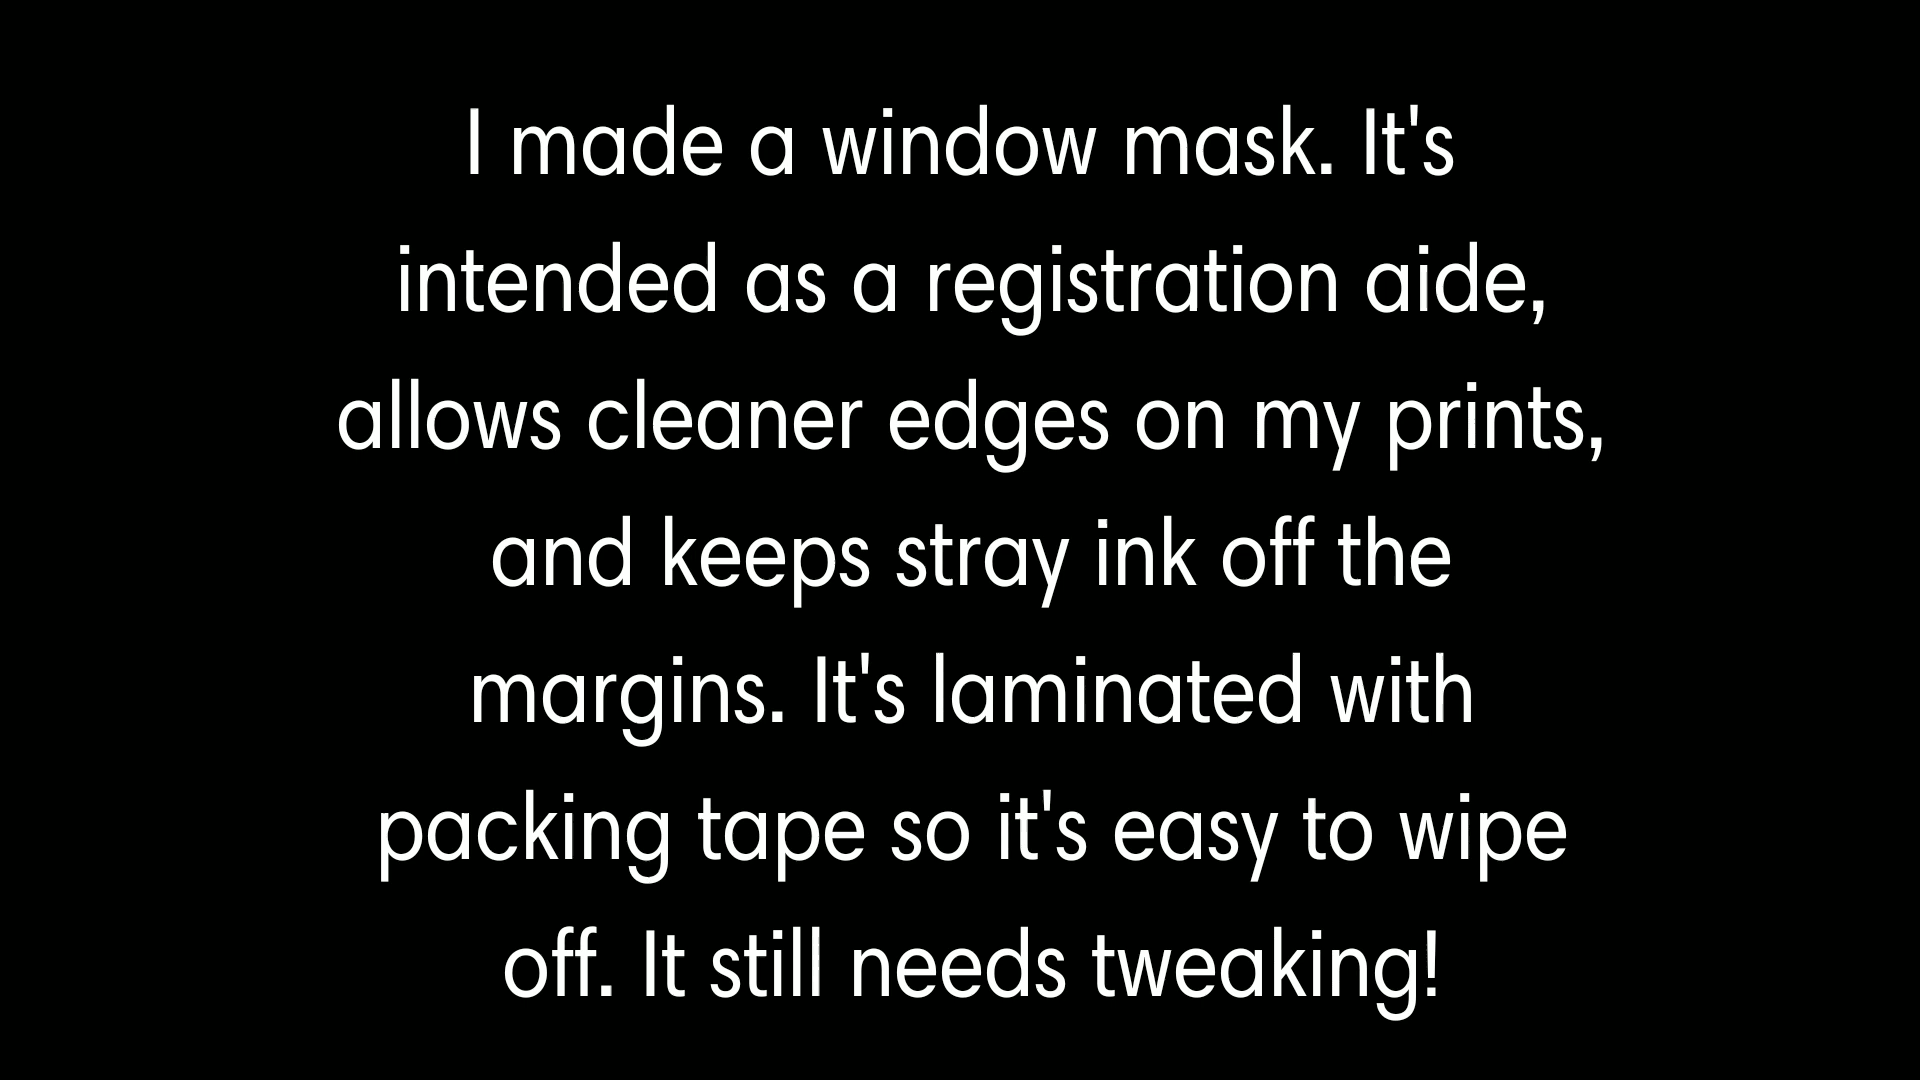 I made a window mask. It's
intended as a registration aide,
allows cleaner edges on my prints,
and keeps stray ink off the
margins. It's laminated with
packing tape so it's easy to wipe
off. It still needs tweaking!